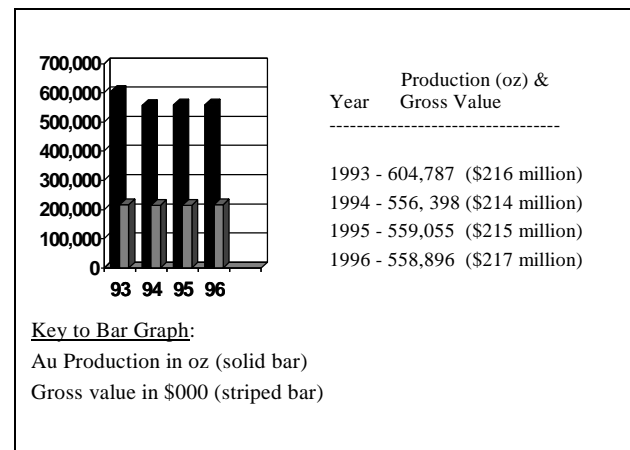 700,000
600,000
500,000
400,000
300,000
200,000
100,000
0
93 94 95 96
Production (oz) &
Year Gross Value
----------------------------------
1993 - 604,787 ($216 million)
1994 - 556, 398 ($214 million)
1995 - 559,055 ($215 million)
1996 - 558,896 ($217 million)
Key to Bar Graph:
Au Production in oz (solid bar)
Gross value in $000 (striped bar)